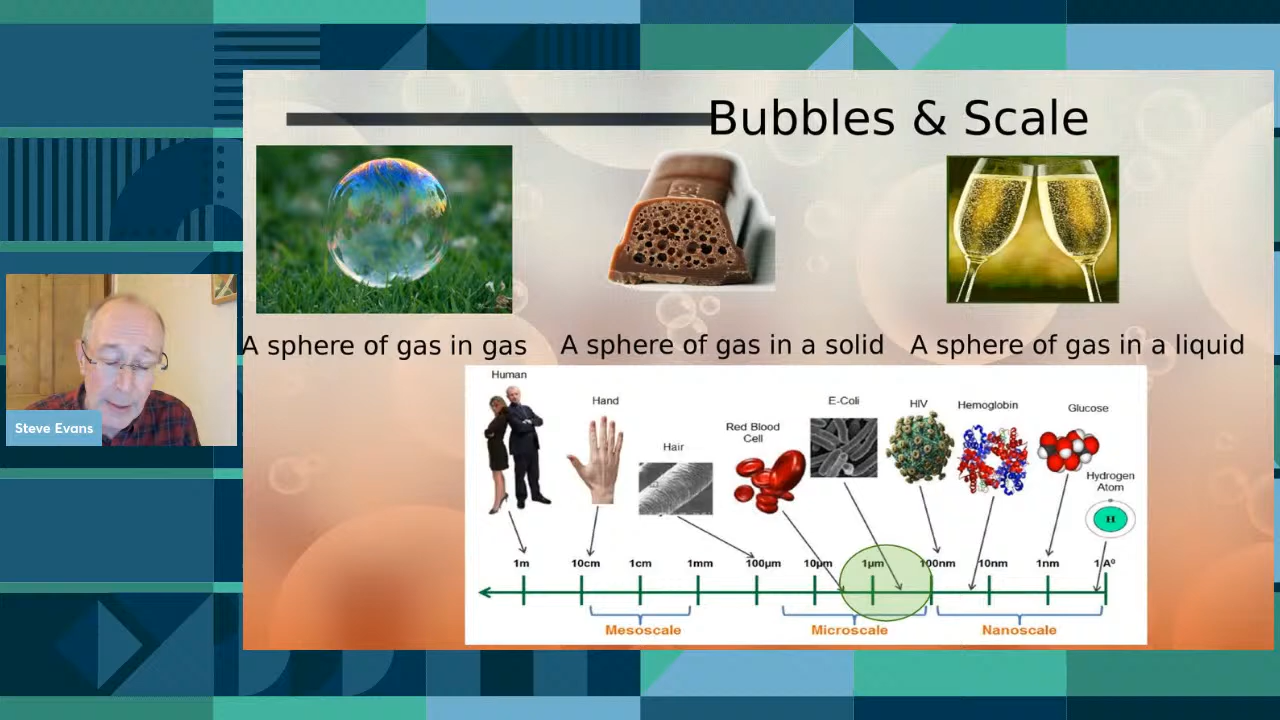 Bubbles & Scale
A sphere of gas in gas
A sphere of gas in a solid
A sphere of gas in a liquid
Steve Evans
Human
Hand
Hair
Red Blood
Cell
E-Coli
HIV
Hemoglobin
Glucose
Hydrogen
Atom
H
1m
10cm
1cm
1mm
100µm
10µm
1µm
100nm
10nm
1nm
1 Aº
Mesoscale
Microscale
Nanoscale